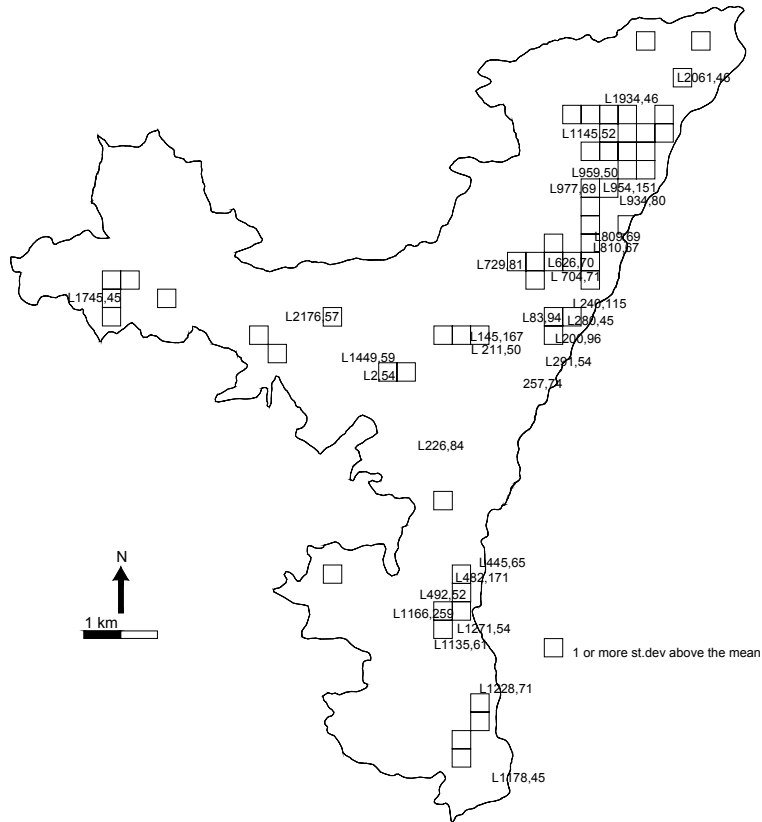 L2061,46
L1934,46
L1145,52
L959,50
L977,69 L954,151
L934,80
L809,69
L810,67
L729,81 L626,70
L 704,71
L1745,45
L240,115
L2176,57 L83,94 L280,45
L145,167 L200,96
L 211,50
L1449,59 L291,54
L2,54
257,74
L226,84
N
L445,65
L482,171
L492,52
1 km
L1166,259
L1271,54
L1135,61
1 or more st.dev above the mean
L1228,71
L1178,45